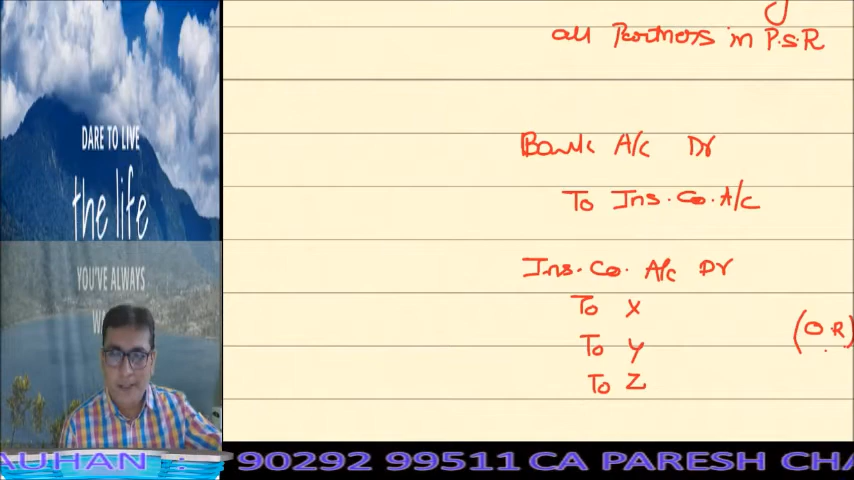 DARE TO LIVE
the life
YOU'VE ALWAYS
W
all Partners in P.S.R
Bank A/c Dr
To Ins. Co. A/c
Ins. Co. A/c Dr
To X
To Y
To Z
(O.R)
AUHAN : 90292 99511 CA PARESH CHA